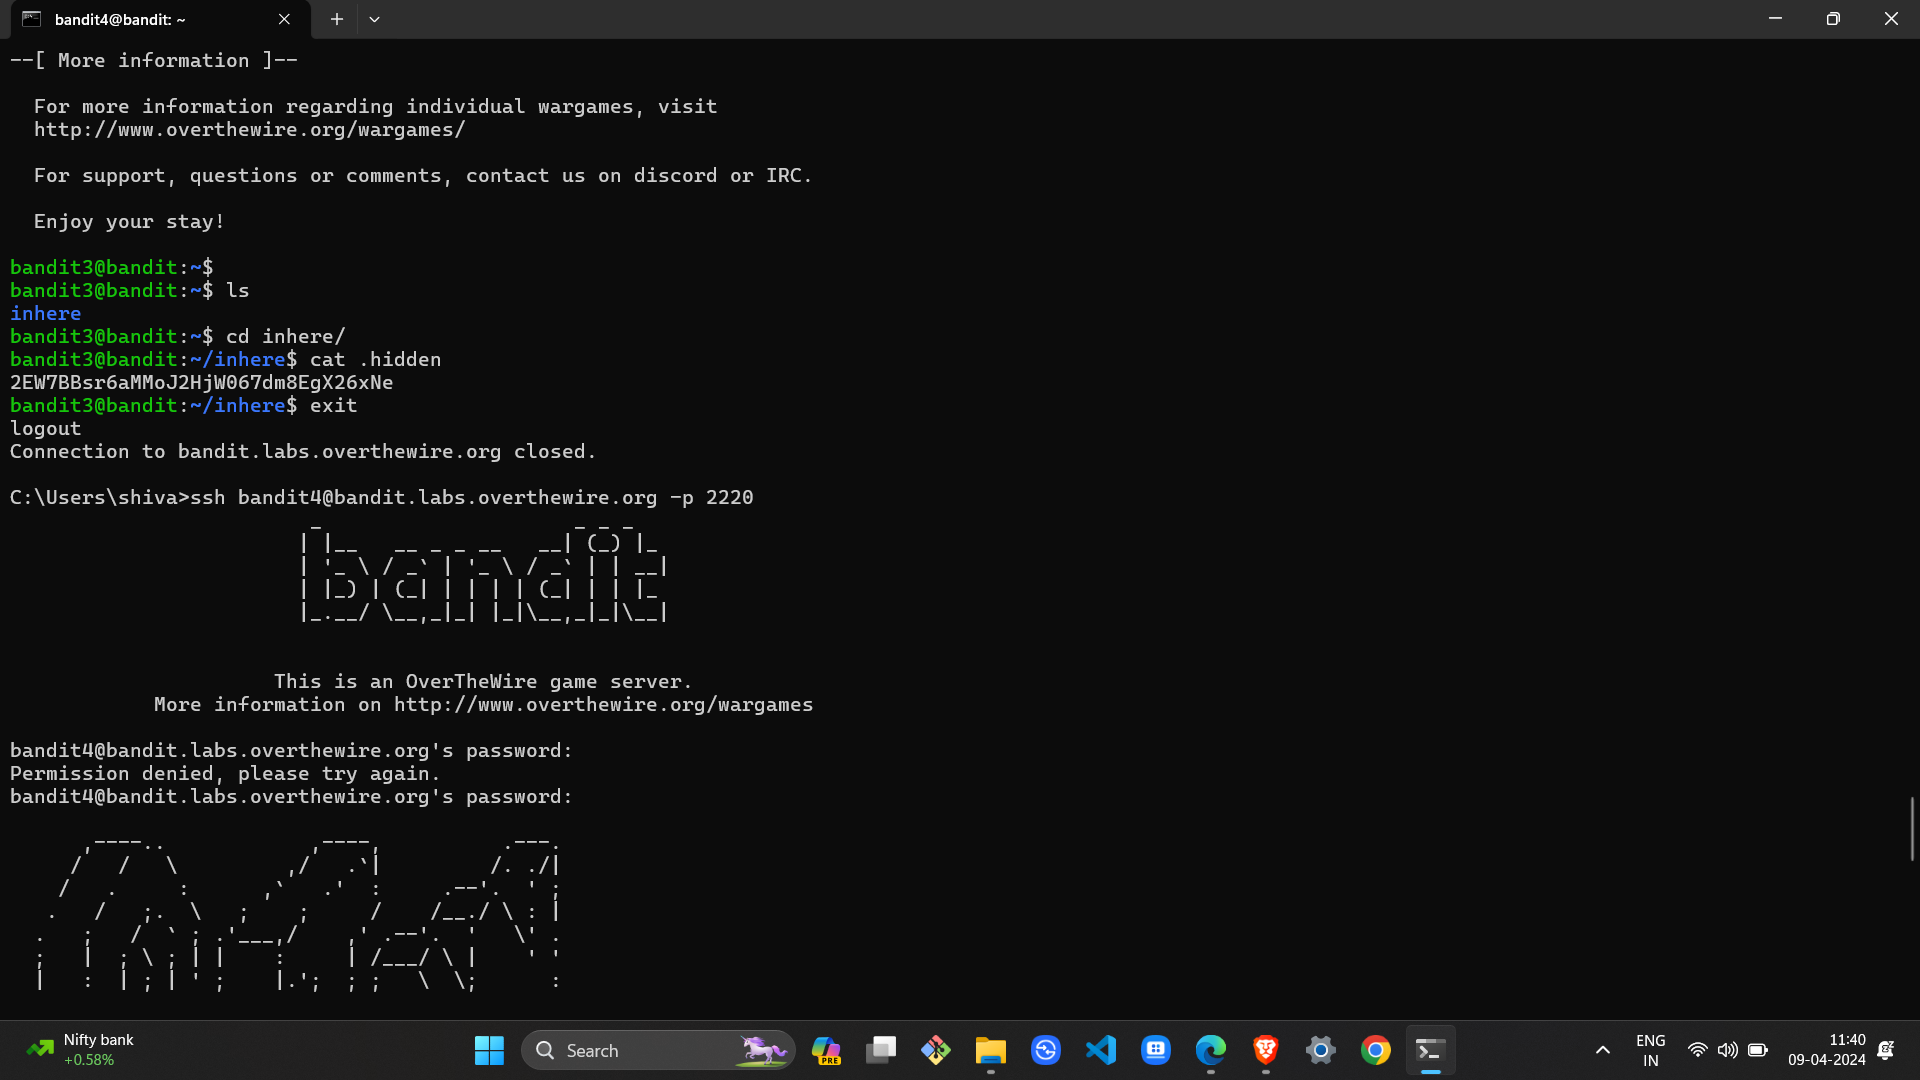 bandit4@bandit: ~
--[ More information ]--
For more information regarding individual wargames, visit
http://www.overthewire.org/wargames/
For support, questions or comments, contact us on discord or IRC.
Enjoy your stay!
bandit3@bandit:~$
bandit3@bandit:~$ ls
inhere
bandit3@bandit:~$ cd inhere/
bandit3@bandit:~/inhere$ cat .hidden
2EW7BBsr6aMMoJ2HjW067dm8EgX26xNe
bandit3@bandit:~/inhere$ exit
logout
Connection to bandit.labs.overthewire.org closed.
C:\Users\shiva>ssh bandit4@bandit.labs.overthewire.org -p 2220
bandit
This is an OverTheWire game server.
More information on http://www.overthewire.org/wargames
bandit4@bandit.labs.overthewire.org's password:
Permission denied, please try again.
bandit4@bandit.labs.overthewire.org's password:
Nifty bank
+0.58%
Search
PRE
ENG
IN
11:40
09-04-2024